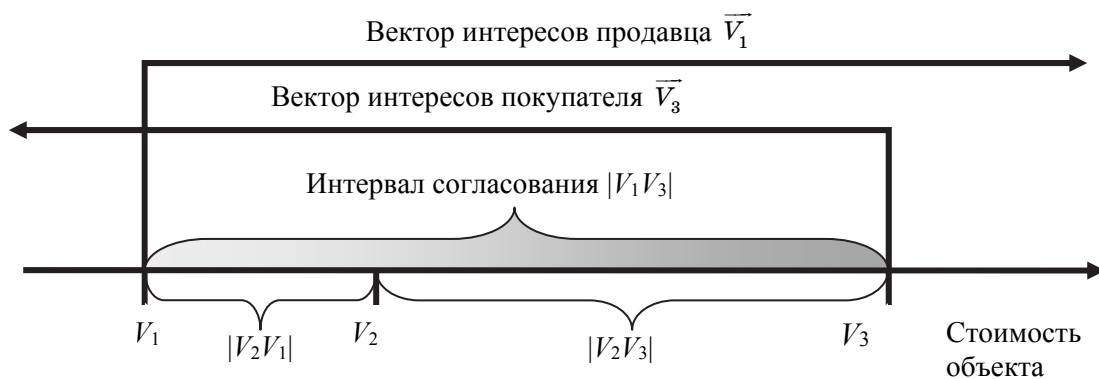 Вектор интересов продавца V₁
Вектор интересов покупателя V₃
Интервал согласования |V₁V₃|
V₁
|V₂V₁|
V₂
|V₂V₃|
V₃
Стоимость
объекта